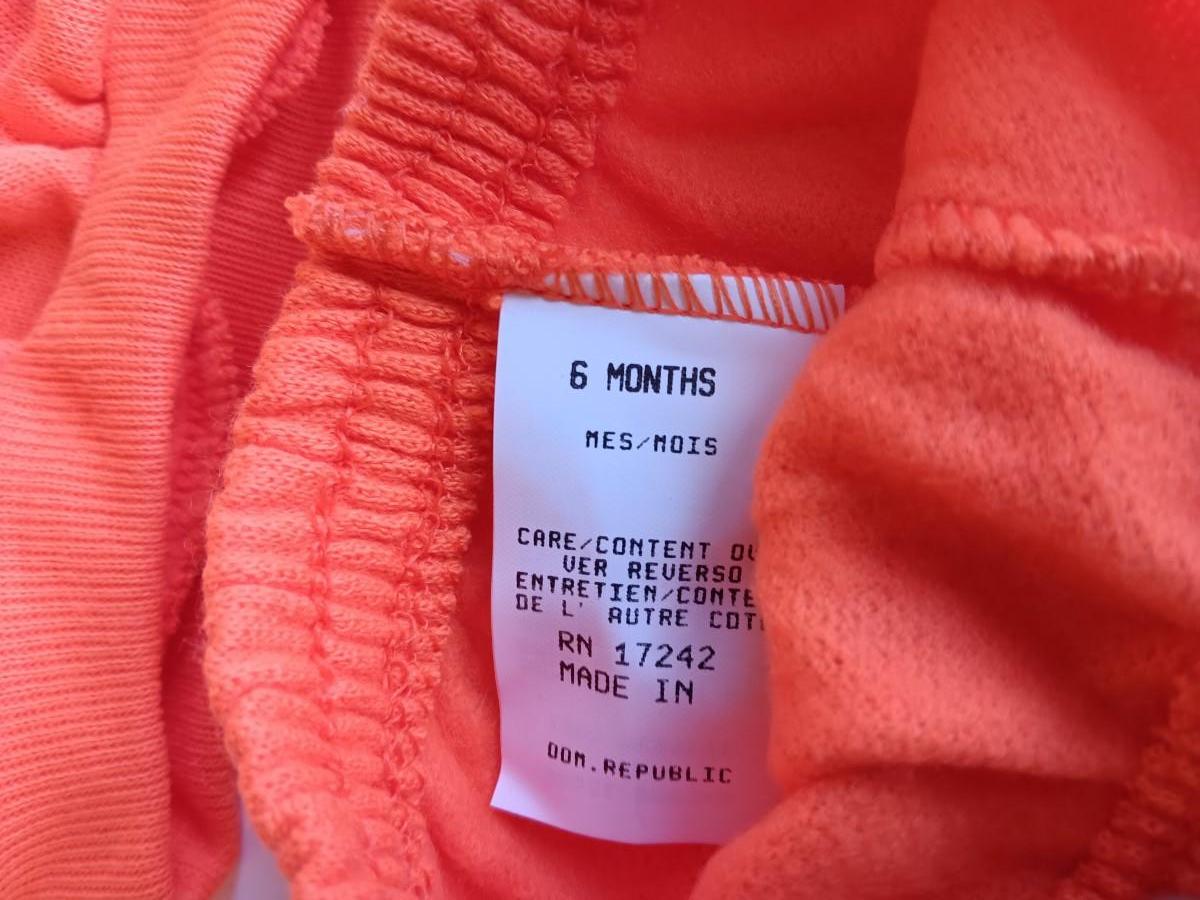 6 MONTHS
MES/MOIS
CARE/CONTENT
VER REVERSO
ENTRETIEN/CONTE
DE L' AUTRE COT
RN 17242
MADE IN
DOM.REPUBLIC